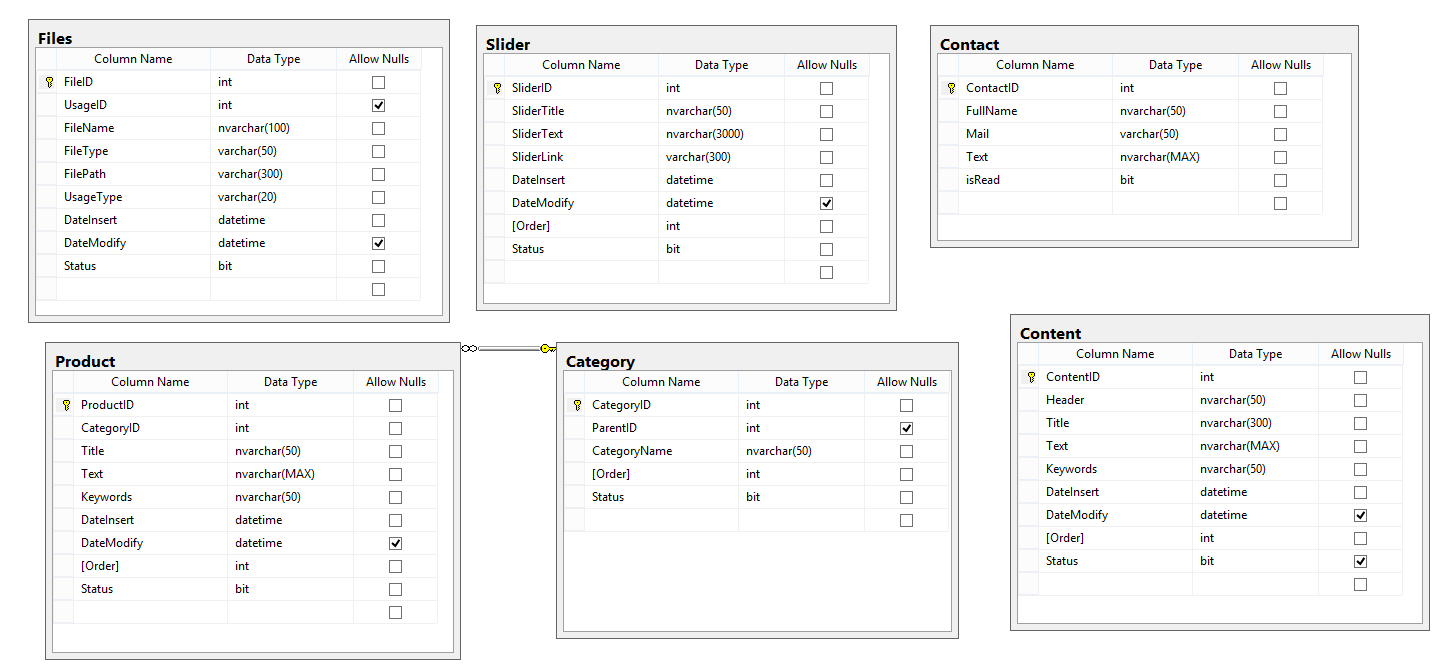 Files
Column Name Data Type Allow Nulls
FileID int
UsageID int
FileName nvarchar(100)
FileType varchar(50)
FilePath varchar(300)
UsageType varchar(20)
DateInsert datetime
DateModify datetime
Status bit
Slider
Column Name Data Type Allow Nulls
SliderID int
SliderTitle nvarchar(50)
SliderText nvarchar(3000)
SliderLink varchar(300)
DateInsert datetime
DateModify datetime
[Order] int
Status bit
Contact
Column Name Data Type Allow Nulls
ContactID int
FullName nvarchar(50)
Mail varchar(50)
Text nvarchar(MAX)
isRead bit
Product
Column Name Data Type Allow Nulls
ProductID int
CategoryID int
Title nvarchar(50)
Text nvarchar(MAX)
Keywords nvarchar(50)
DateInsert datetime
DateModify datetime
[Order] int
Status bit
Category
Column Name Data Type Allow Nulls
CategoryID int
ParentID int
CategoryName nvarchar(50)
[Order] int
Status bit
Content
Column Name Data Type Allow Nulls
ContentID int
Header nvarchar(50)
Title nvarchar(300)
Text nvarchar(MAX)
Keywords nvarchar(50)
DateInsert datetime
DateModify datetime
[Order] int
Status bit